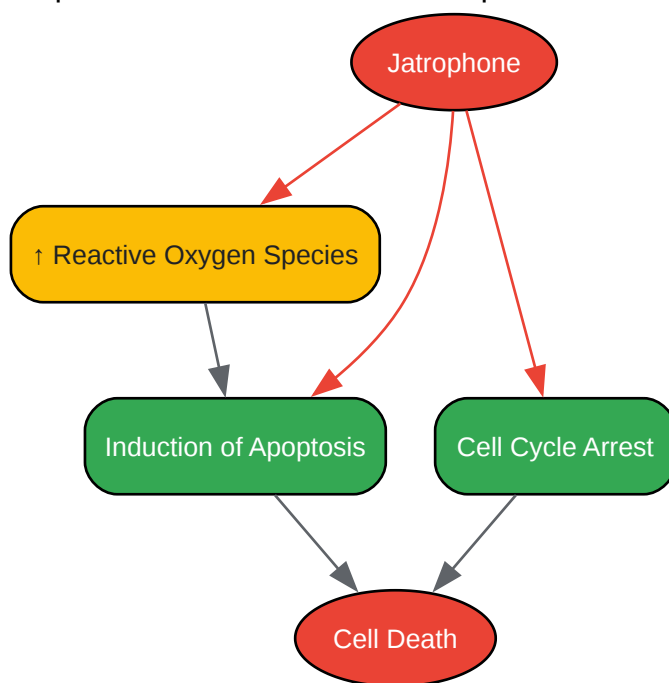 Jatrophone
↑ Reactive Oxygen Species
Induction of Apoptosis
Cell Cycle Arrest
Cell Death